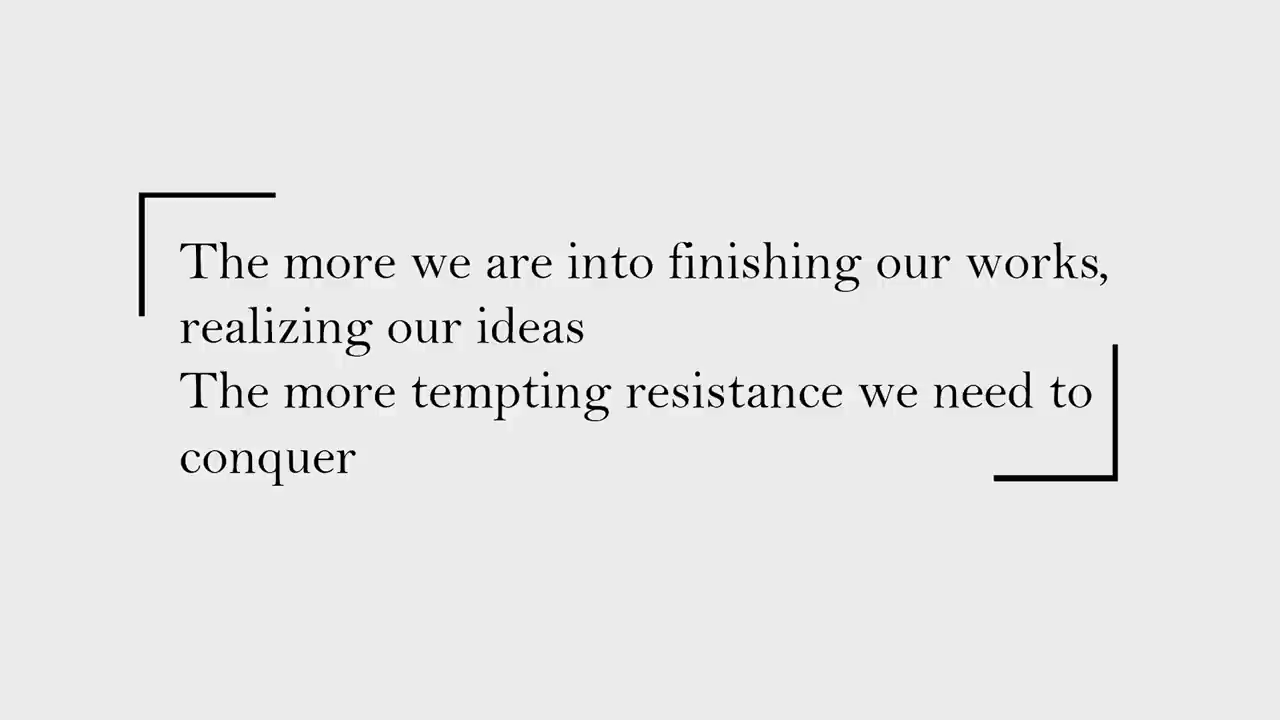 The more we are into finishing our works,
realizing our ideas
The more tempting resistance we need to
conquer